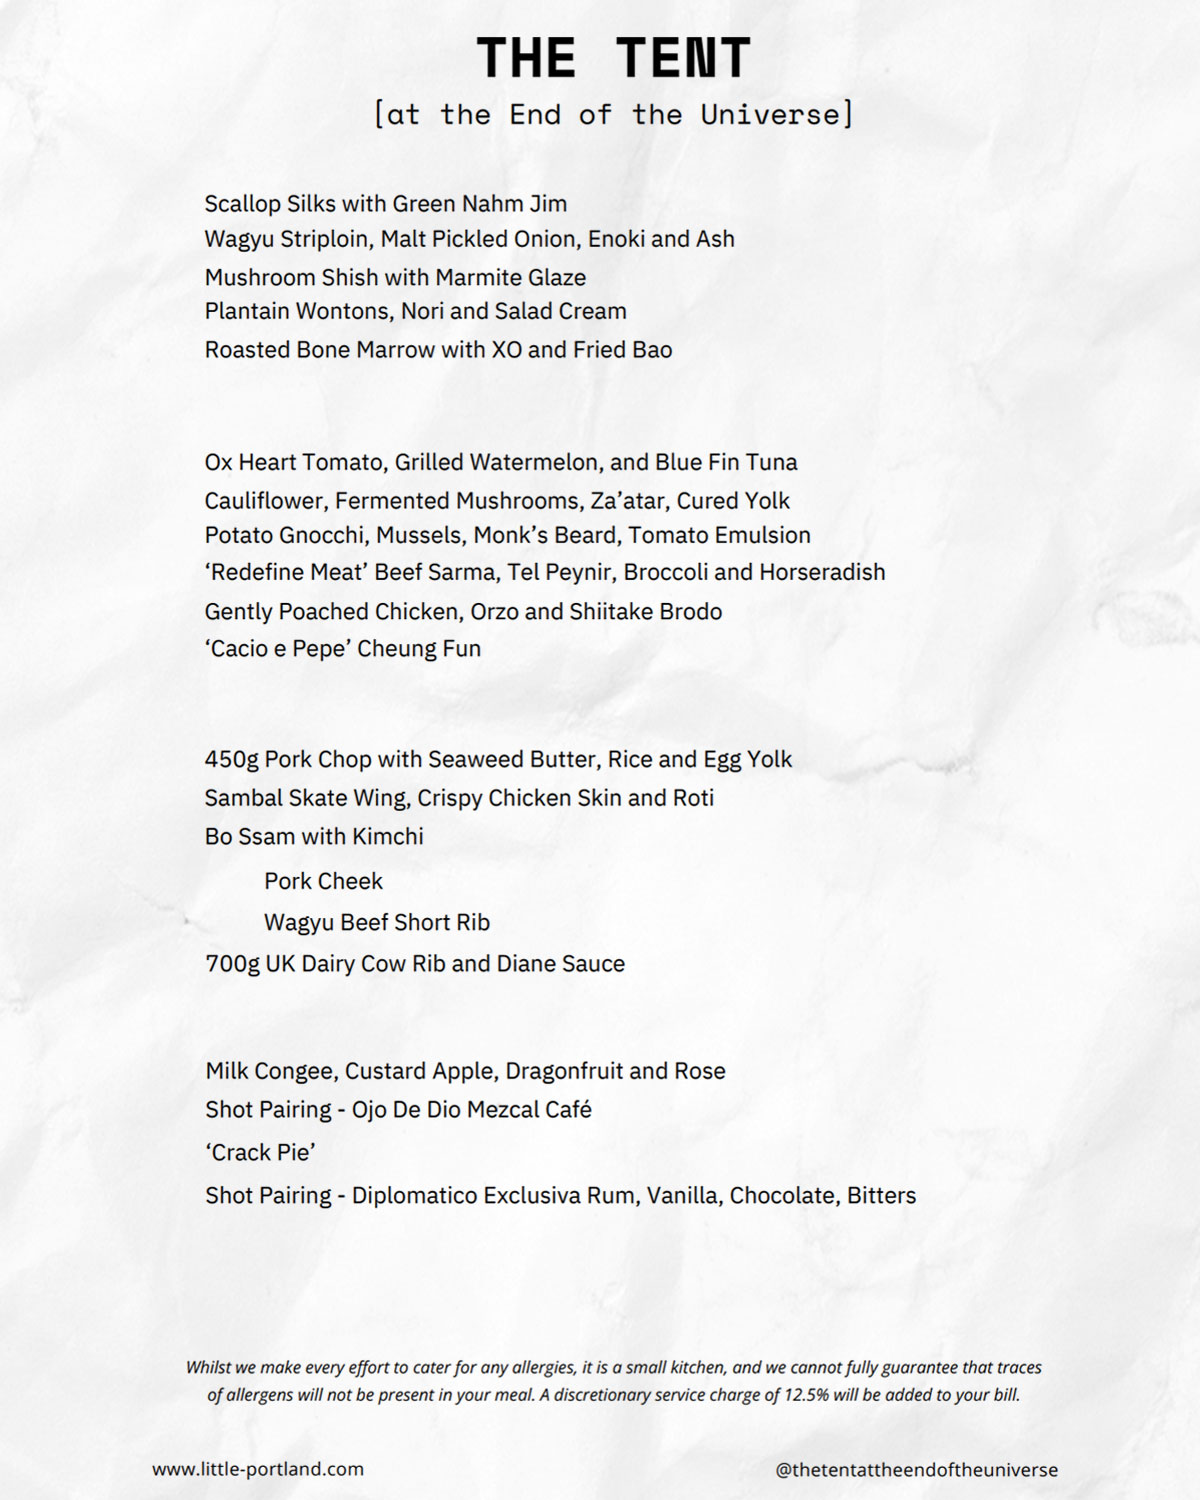 THE TENT
[at the End of the Universe]
Scallop Silks with Green Nahm Jim
Wagyu Striploin, Malt Pickled Onion, Enoki and Ash
Mushroom Shish with Marmite Glaze
Plantain Wontons, Nori and Salad Cream
Roasted Bone Marrow with XO and Fried Bao
Ox Heart Tomato, Grilled Watermelon, and Blue Fin Tuna
Cauliflower, Fermented Mushrooms, Za’atar, Cured Yolk
Potato Gnocchi, Mussels, Monk’s Beard, Tomato Emulsion
‘Redefine Meat’ Beef Sarma, Tel Peynir, Broccoli and Horseradish
Gently Poached Chicken, Orzo and Shiitake Brodo
‘Cacio e Pepe’ Cheung Fun
450g Pork Chop with Seaweed Butter, Rice and Egg Yolk
Sambal Skate Wing, Crispy Chicken Skin and Roti
Bo Ssam with Kimchi
Pork Cheek
Wagyu Beef Short Rib
700g UK Dairy Cow Rib and Diane Sauce
Milk Congee, Custard Apple, Dragonfruit and Rose
Shot Pairing - Ojo De Dio Mezcal Café
‘Crack Pie’
Shot Pairing - Diplomatico Exclusiva Rum, Vanilla, Chocolate, Bitters
Whilst we make every effort to cater for any allergies, it is a small kitchen, and we cannot fully guarantee that traces
of allergens will not be present in your meal. A discretionary service charge of 12.5% will be added to your bill.
www.little-portland.com
@thetentattheendoftheuniverse